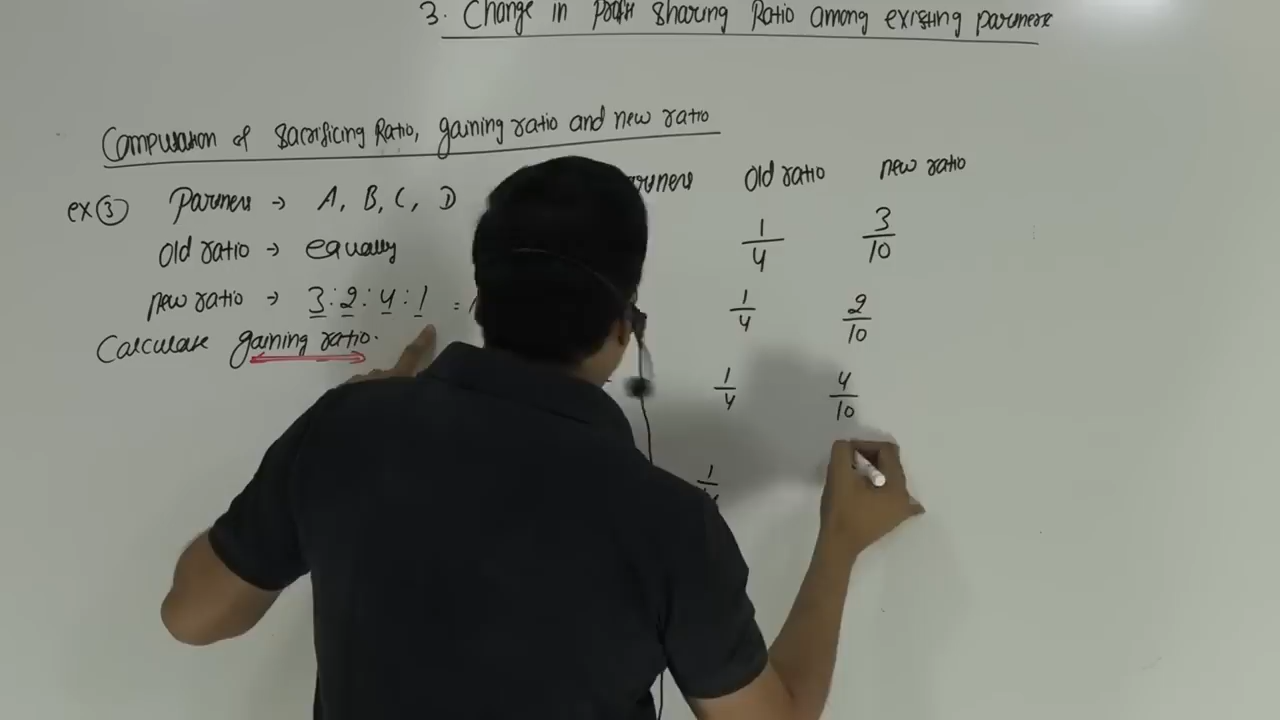 3. Change in Profit Sharing Ratio among existing partners
Computation of Sacrificing Ratio, gaining ratio and new ratio
ex ③ Partners → A, B, C, D
Old ratio → equally
new ratio → 3 : 2 : 4 : 1 =
Calculate gaining ratio.
Old ratio new ratio
1/4 3/10
1/4 2/10
1/4 4/10